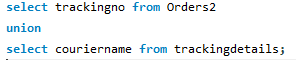 select trackingno from Orders2
union
select couriername from trackingdetails;